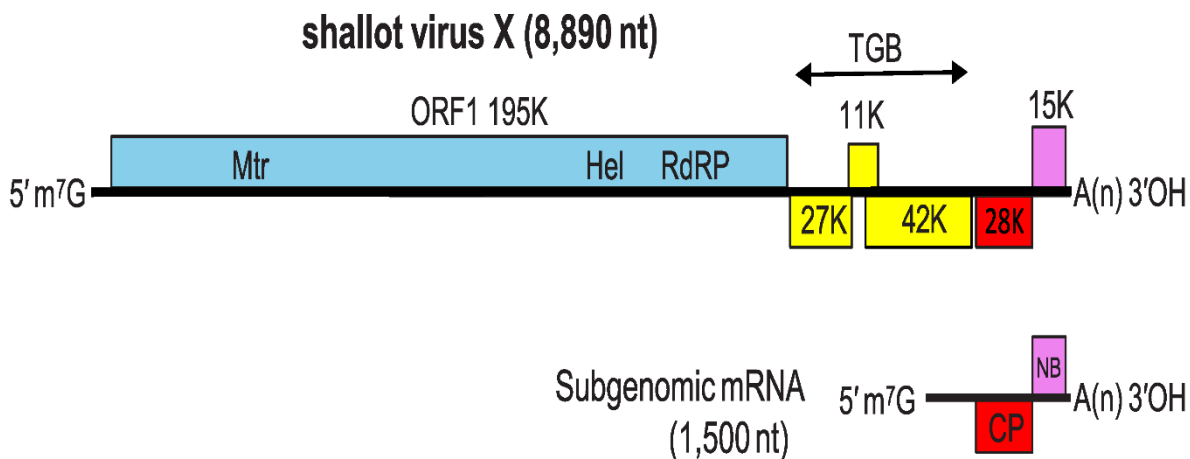 shallot virus X (8,890 nt)
TGB
ORF1 195K
11K
15K
Mtr
Hel
RdRP
5′ m⁷G
A(n) 3′OH
27K
42K
28K
NB
Subgenomic mRNA
5′ m⁷G
A(n) 3′OH
(1,500 nt)
CP